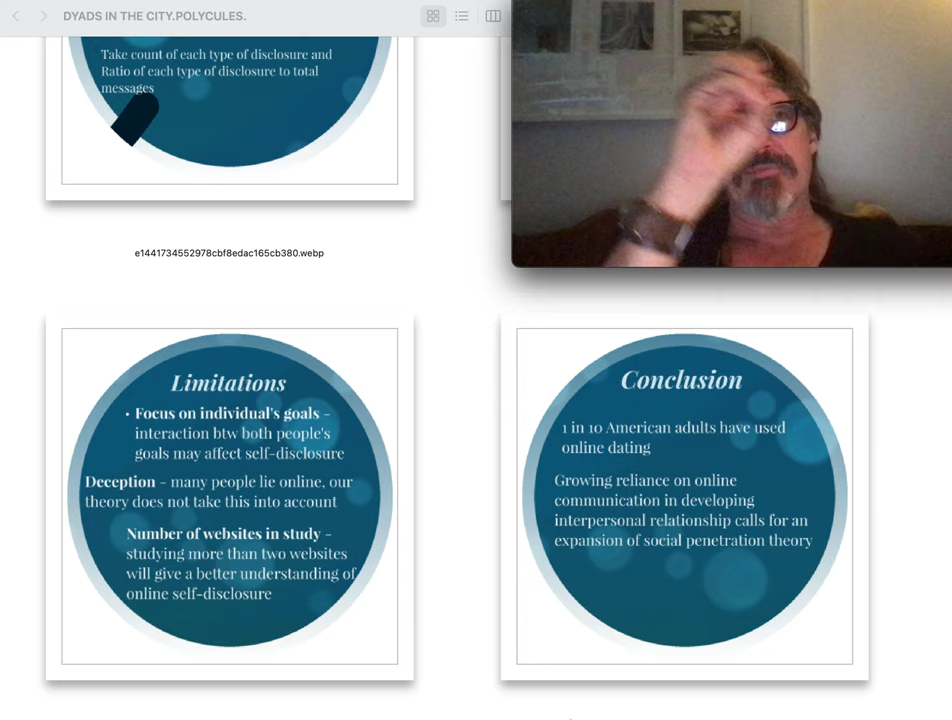 DYADS IN THE CITY.POLYCULES.
Take count of each type of disclosure and
Ratio of each type of disclosure to total
messages
e1441734552978cbf8edac165cb380.webp
Limitations
• Focus on individual's goals -
interaction btw both people's
goals may affect self-disclosure
Deception - many people lie online, our
theory does not take this into account
Number of websites in study -
studying more than two websites
will give a better understanding of
online self-disclosure
Conclusion
1 in 10 American adults have used
online dating
Growing reliance on online
communication in developing
interpersonal relationship calls for an
expansion of social penetration theory